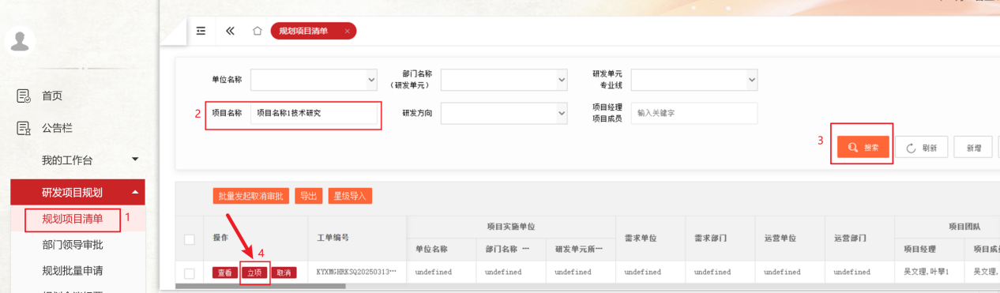 规划项目清单 ×
首页
公告栏
我的工作台
研发项目规划
规划项目清单 1
部门领导审批
规划批量申请
单位名称
部门名称
（研发单元）
研发单元
专业线
2 项目名称 项目名称1技术研究
研发方向
项目经理
项目成员
输入关键字
3 搜索 刷新 新增
批量发起取消审批 导出 星级导入
操作 工单编号 项目实施单位 需求单位 需求部门 运营单位 运营部门 项目团队
单位名称 部门名称 … 研发单元所… 项目经理 项目成
4
查看 立项 取消 KYXMGHRKSQ20250313… undefined undefined undefined undefined undefined undefined undefined 吴文理,叶攀1 吴文理,